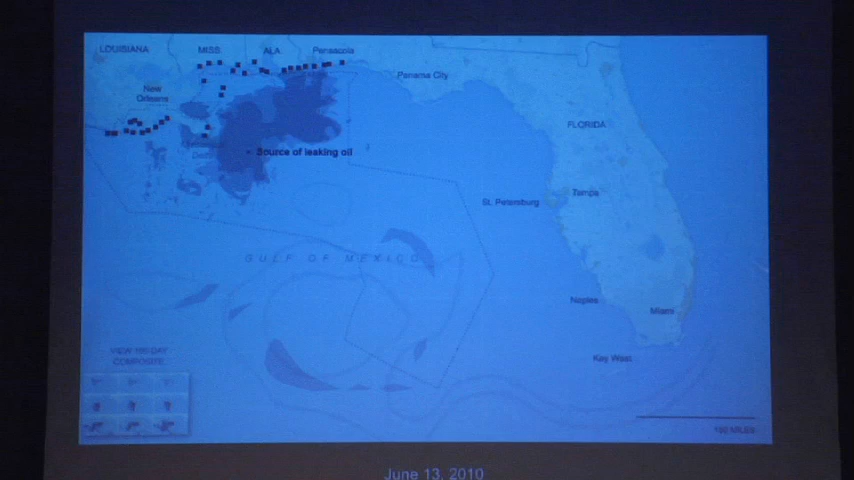 LOUISIANA
MISS
ALA
Pensacola
Panama City
New
Orleans
FLORIDA
Source of leaking oil
Tampa
St. Petersburg
GULF OF MEXICO
Naples
Miami
Key West
COMPOSITE
MILES
June 13, 2010